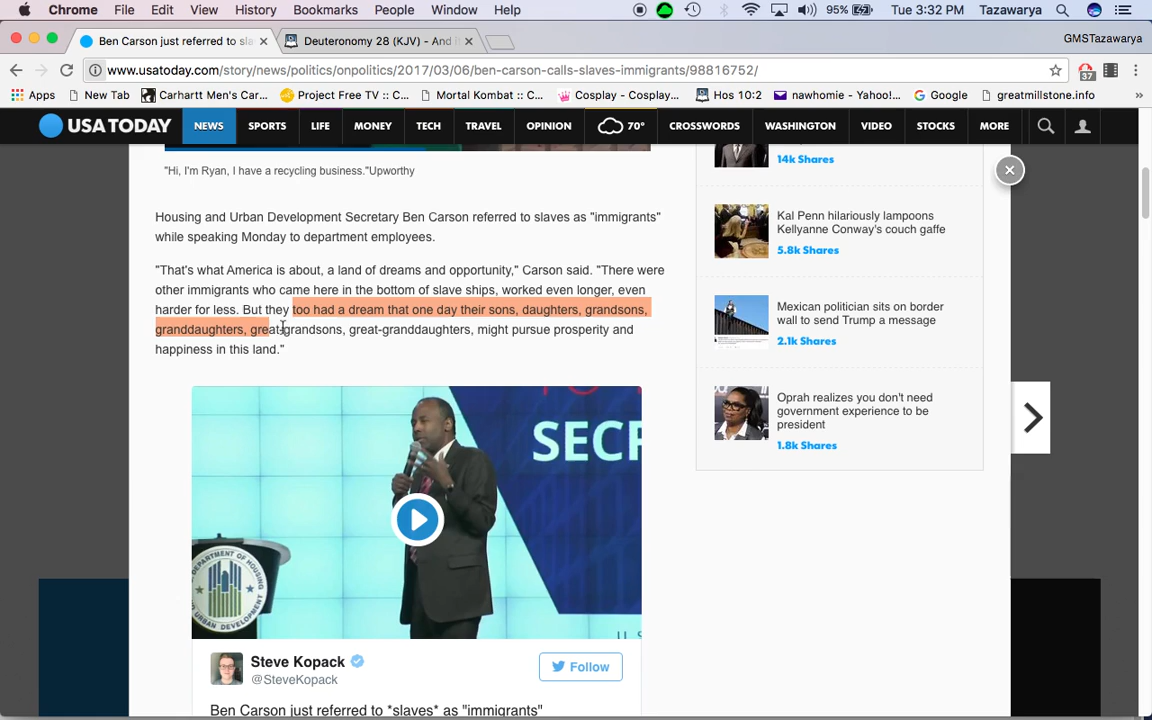 Chrome File Edit View History Bookmarks People Window Help 95% Tue 3:32 PM Tazawarya
Ben Carson just referred to sla × Deuteronomy 28 (KJV) - And i × GMSTazawarya
www.usatoday.com/story/news/politics/onpolitics/2017/03/06/ben-carson-calls-slaves-immigrants/98816752/ 37
Apps New Tab Carhartt Men's Car... Project Free TV :: C... Mortal Kombat :: C... Cosplay - Cosplay... Hos 10:2 nawhomie - Yahoo!... Google greatmillstone.info
USA TODAY NEWS SPORTS LIFE MONEY TECH TRAVEL OPINION 70° CROSSWORDS WASHINGTON VIDEO STOCKS MORE
"Hi, I'm Ryan, I have a recycling business."Upworthy
Housing and Urban Development Secretary Ben Carson referred to slaves as "immigrants"
while speaking Monday to department employees.
"That's what America is about, a land of dreams and opportunity," Carson said. "There were
other immigrants who came here in the bottom of slave ships, worked even longer, even
harder for less. But they too had a dream that one day their sons, daughters, grandsons,
granddaughters, great-grandsons, great-granddaughters, might pursue prosperity and
happiness in this land."
SECR
DEPARTMENT OF HOUSING
URBAN DEVELOPMENT
U S
Steve Kopack
@SteveKopack
Follow
Ben Carson just referred to *slaves* as "immigrants"
14k Shares
Kal Penn hilariously lampoons
Kellyanne Conway's couch gaffe
5.8k Shares
Mexican politician sits on border
wall to send Trump a message
2.1k Shares
Oprah realizes you don't need
government experience to be
president
1.8k Shares